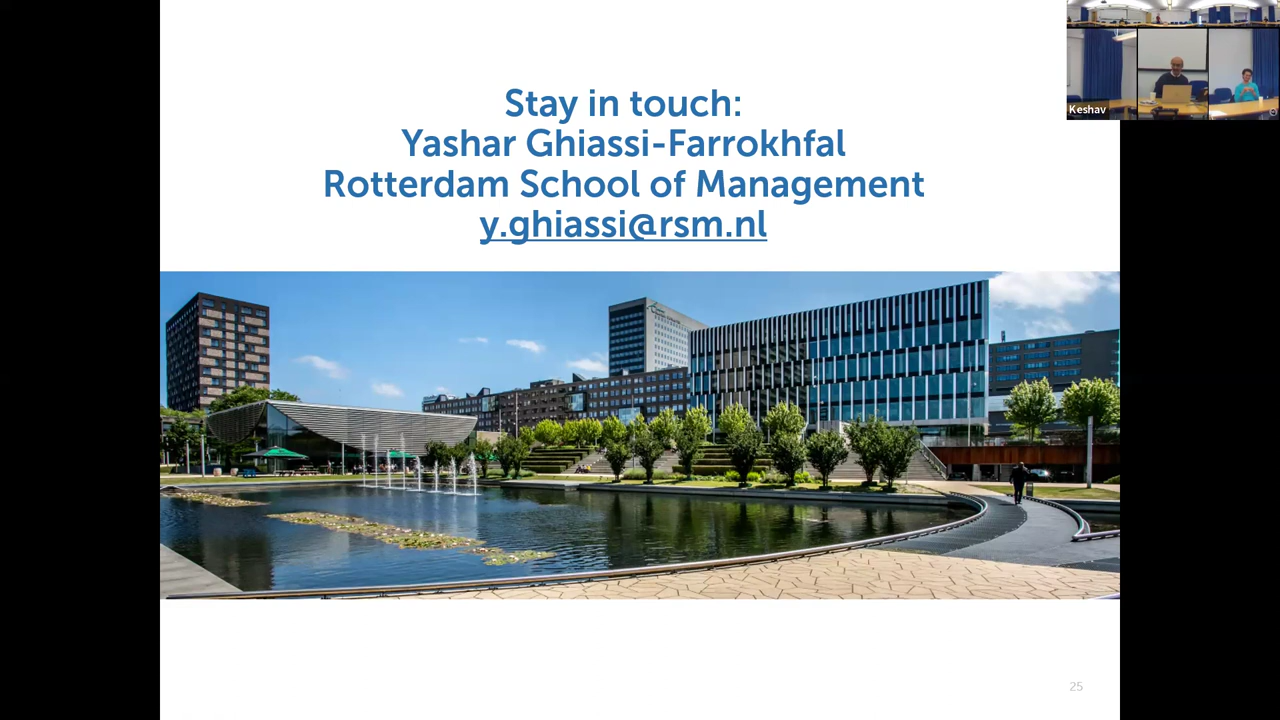 Stay in touch:
Yashar Ghiassi-Farrokhfal
Rotterdam School of Management
y.ghiassi@rsm.nl
Keshav
25